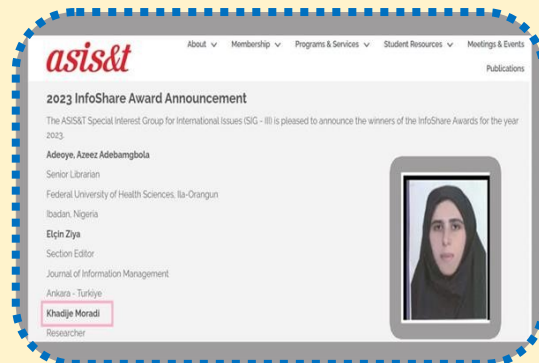 asis&t
About Membership Programs & Services Student Resources Meetings & Events
Publications
2023 InfoShare Award Announcement
The ASIS&T Special Interest Group for International Issues (SIG - III) is pleased to announce the winners of the InfoShare Awards for the year
2023.
Adeoye, Azeez Adebamgbola
Senior Librarian
Federal University of Health Sciences, Ila-Orangun
Ibadan, Nigeria
Elçin Ziya
Section Editor
Journal of Information Management
Ankara - Turkiye
Khadije Moradi
Researcher